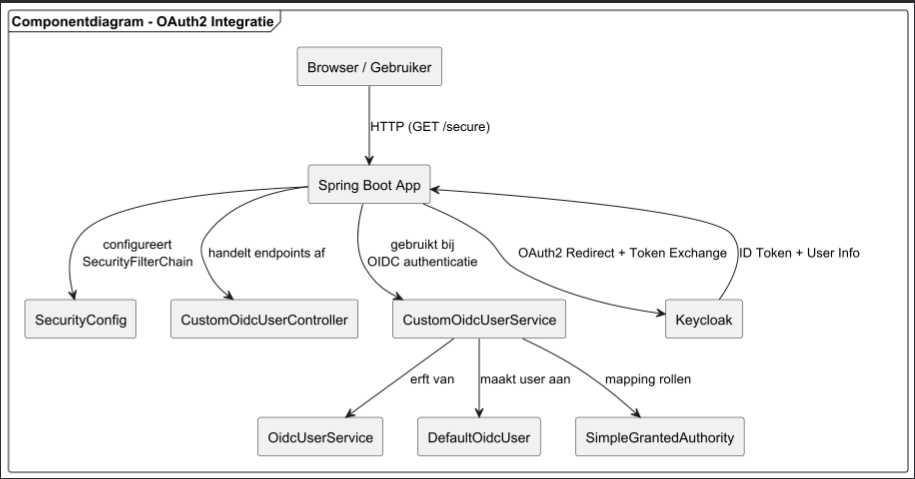 Componentdiagram - OAuth2 Integratie
Browser / Gebruiker
HTTP (GET /secure)
Spring Boot App
configureert
SecurityFilterChain
handelt endpoints af
gebruikt bij
OIDC authenticatie
OAuth2 Redirect + Token Exchange
ID Token + User Info
SecurityConfig
CustomOidcUserController
CustomOidcUserService
Keycloak
erft van
maakt user aan
mapping rollen
OidcUserService
DefaultOidcUser
SimpleGrantedAuthority